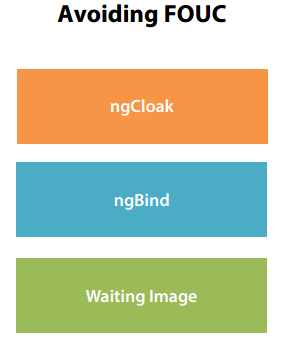 Avoiding FOUC
ngCloak
ngBind
Waiting Image